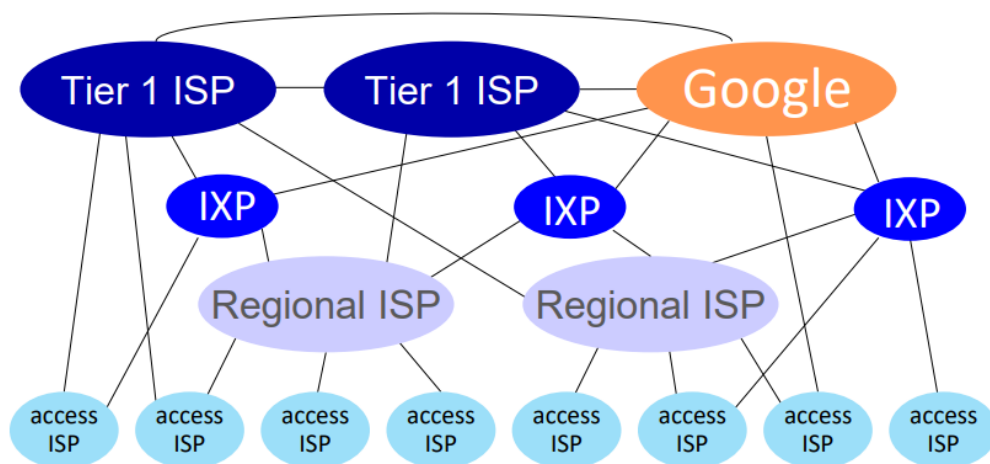 Tier 1 ISP
Tier 1 ISP
Google
IXP
IXP
IXP
Regional ISP
Regional ISP
access
ISP
access
ISP
access
ISP
access
ISP
access
ISP
access
ISP
access
ISP
access
ISP